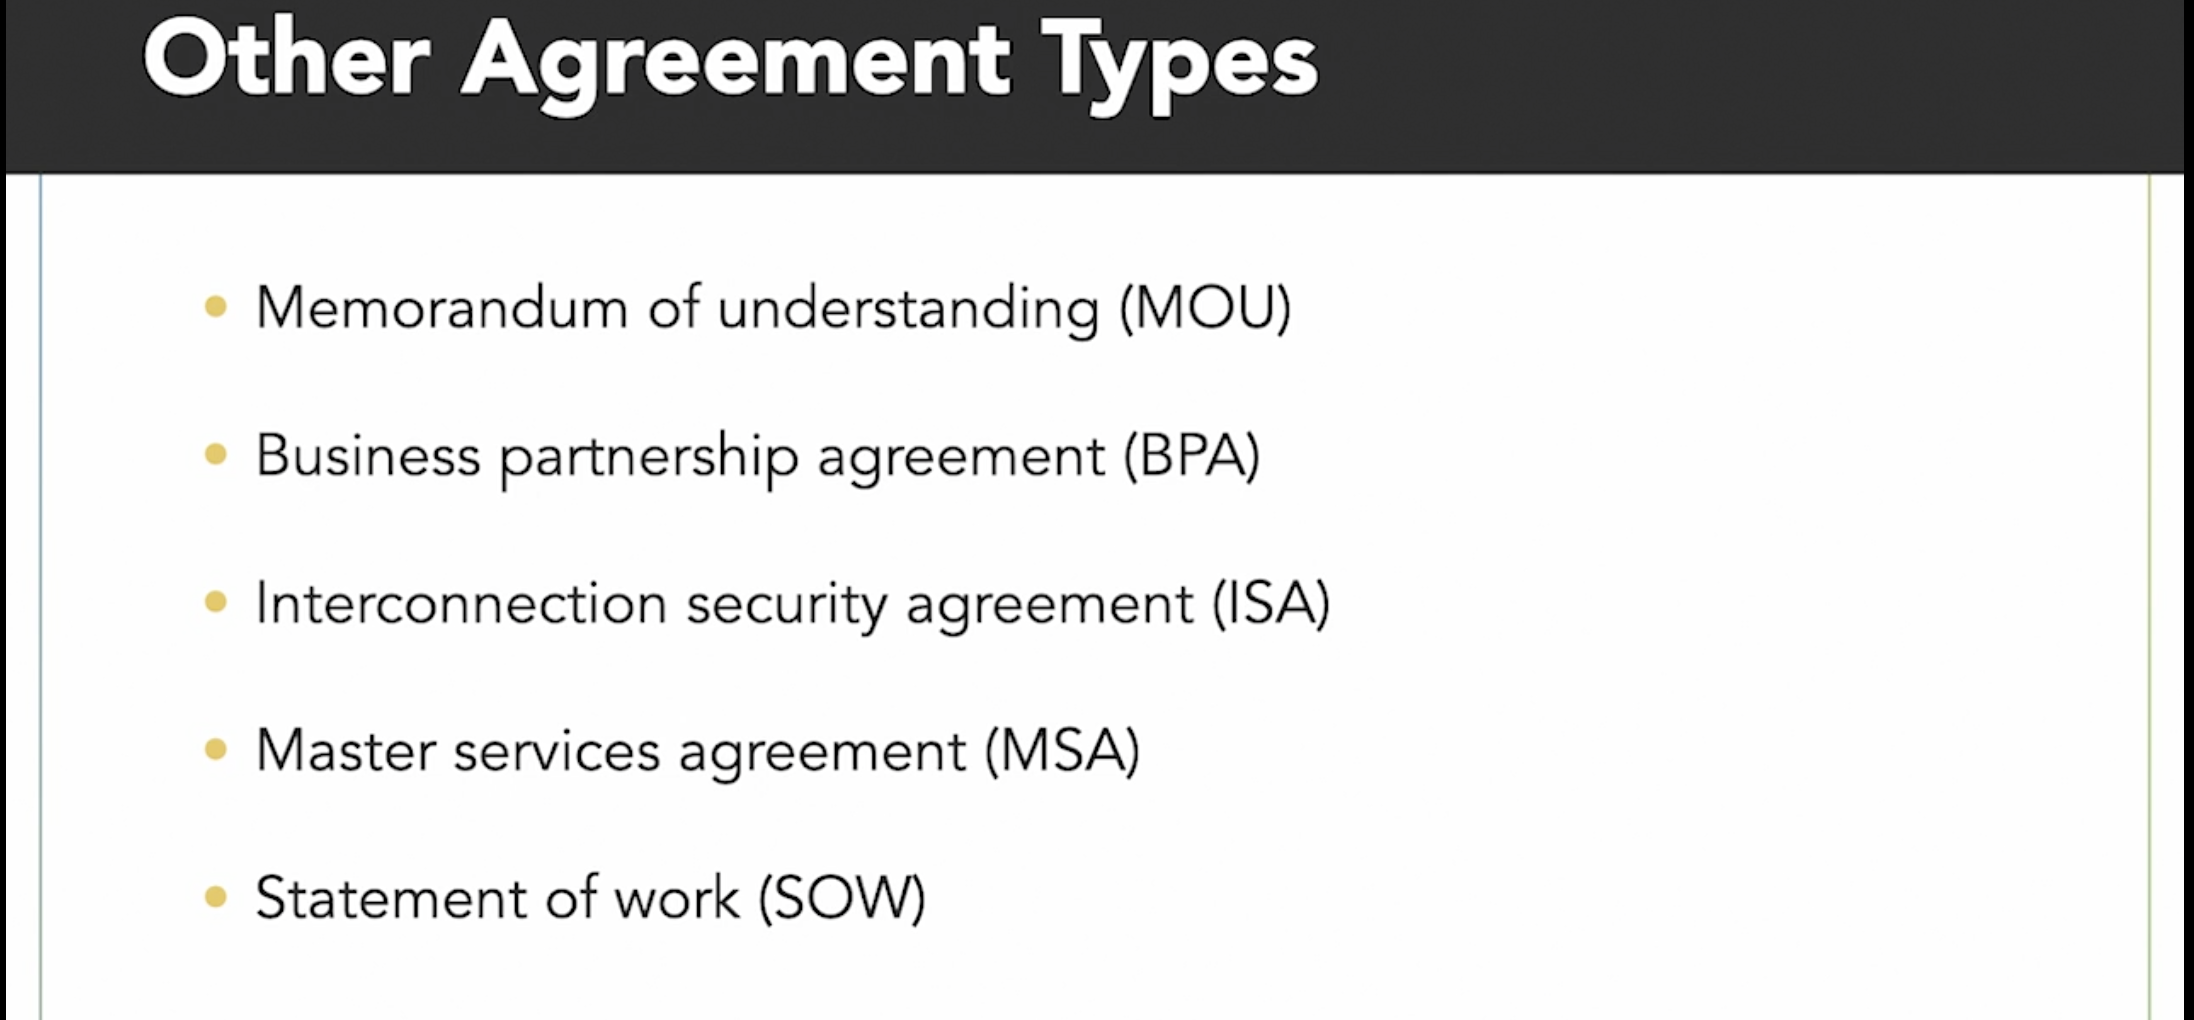 Other Agreement Types
Memorandum of understanding (MOU)
Business partnership agreement (BPA)
Interconnection security agreement (ISA)
Master services agreement (MSA)
Statement of work (SOW)